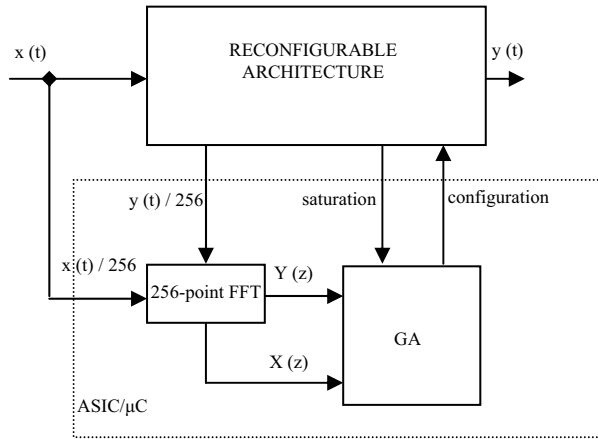 x (t)
RECONFIGURABLE
ARCHITECTURE
y (t)
y (t) / 256
saturation
configuration
x (t) / 256
256-point FFT
Y (z)
GA
X (z)
ASIC/μC